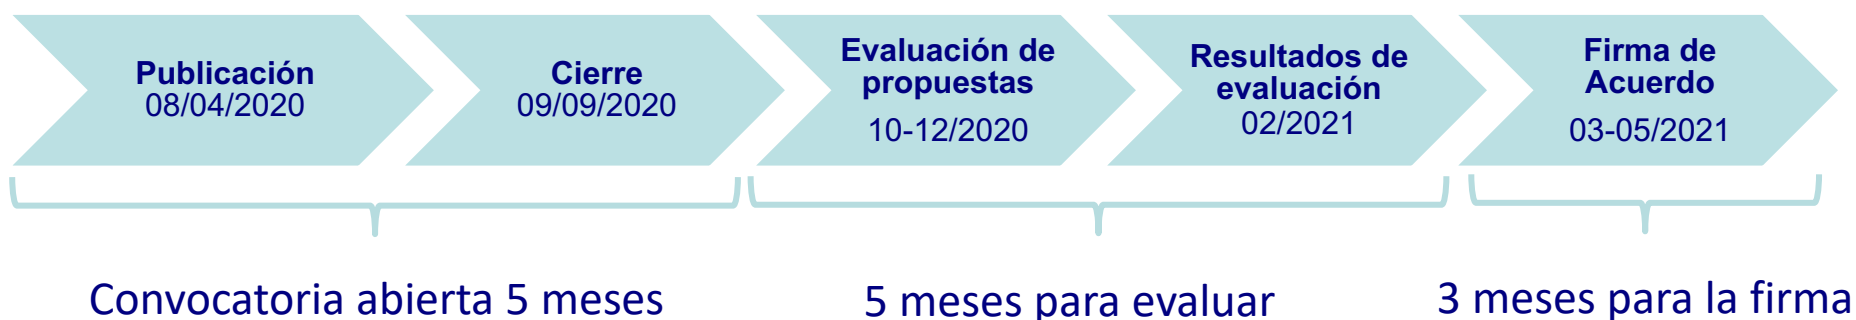 Publicación
08/04/2020
Cierre
09/09/2020
Evaluación de
propuestas
10-12/2020
Resultados de
evaluación
02/2021
Firma de
Acuerdo
03-05/2021
Convocatoria abierta 5 meses
5 meses para evaluar
3 meses para la firma